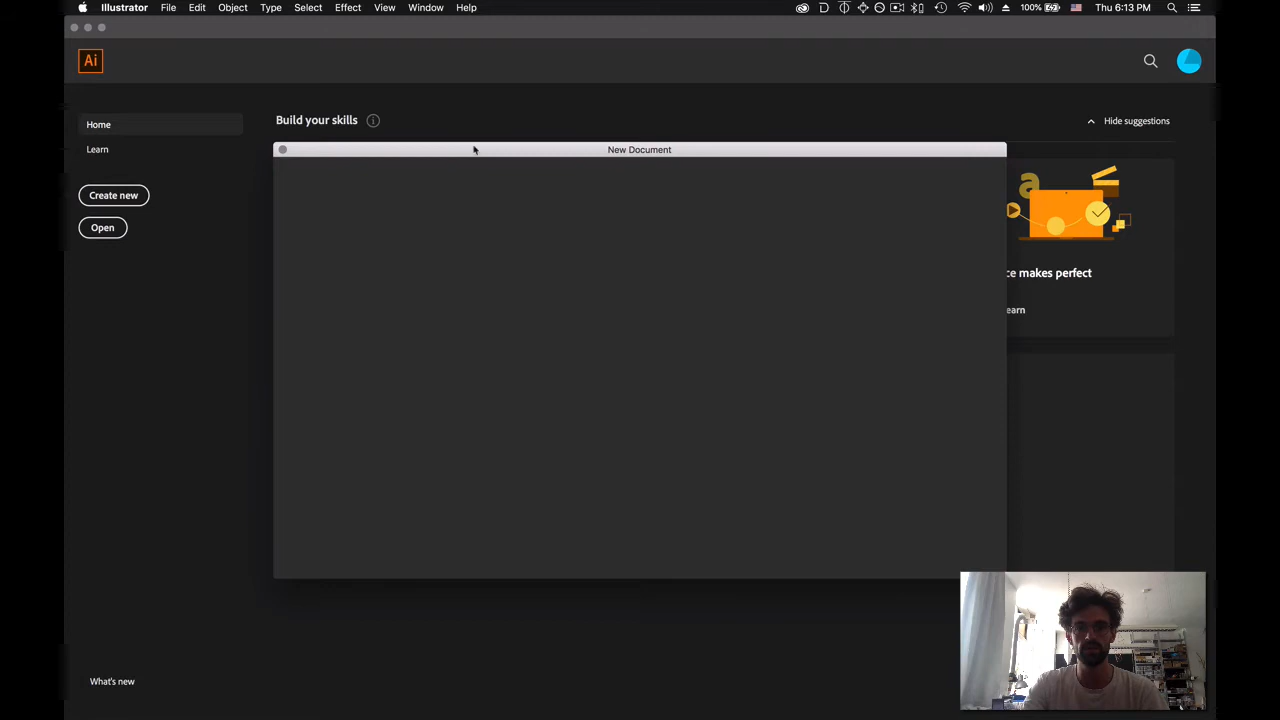 Illustrator File Edit Object Type Select Effect View Window Help 100% Thu 6:13 PM
Ai
Home
Learn
Create new
Open
Build your skills
Hide suggestions
New Document
a
ce makes perfect
earn
What's new